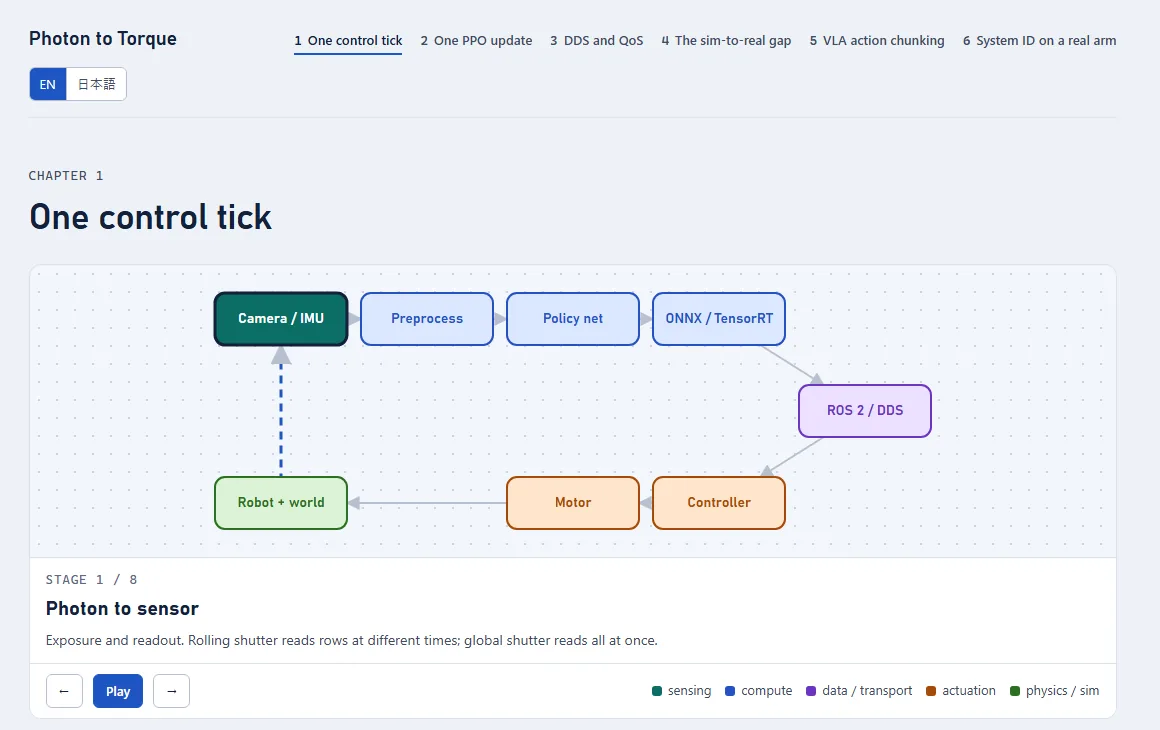 Photon to Torque
1 One control tick 2 One PPO update 3 DDS and QoS 4 The sim-to-real gap 5 VLA action chunking 6 System ID on a real arm
EN 日本語
CHAPTER 1
One control tick
Camera / IMU Preprocess Policy net ONNX / TensorRT
ROS 2 / DDS
Robot + world Motor Controller
STAGE 1 / 8
Photon to sensor
Exposure and readout. Rolling shutter reads rows at different times; global shutter reads all at once.
← Play → sensing compute data / transport actuation physics / sim